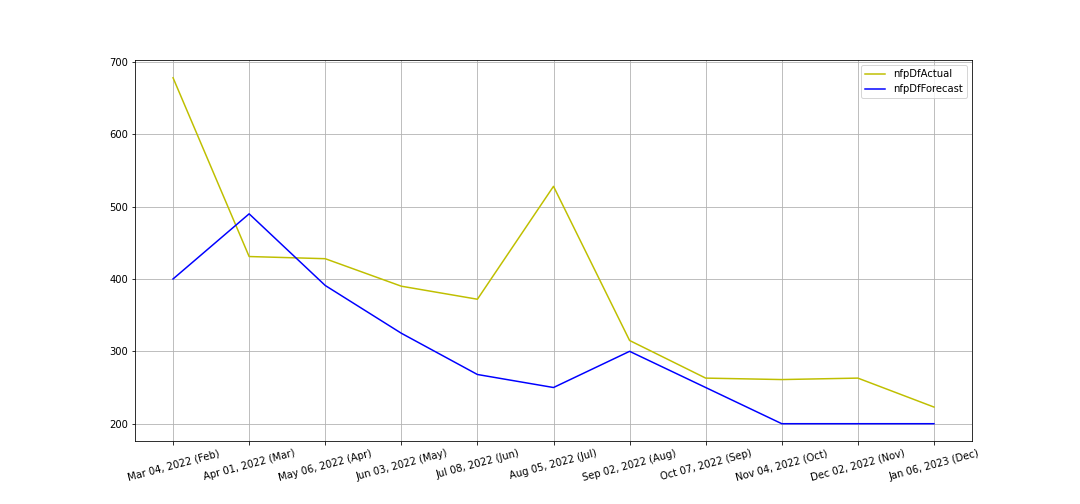 700
600
500
400
300
200
nfpDfActual
nfpDfForecast
Mar 04, 2022 (Feb)
Apr 01, 2022 (Mar)
May 06, 2022 (Apr)
Jun 03, 2022 (May)
Jul 08, 2022 (Jun)
Aug 05, 2022 (Jul)
Sep 02, 2022 (Aug)
Oct 07, 2022 (Sep)
Nov 04, 2022 (Oct)
Dec 02, 2022 (Nov)
Jan 06, 2023 (Dec)